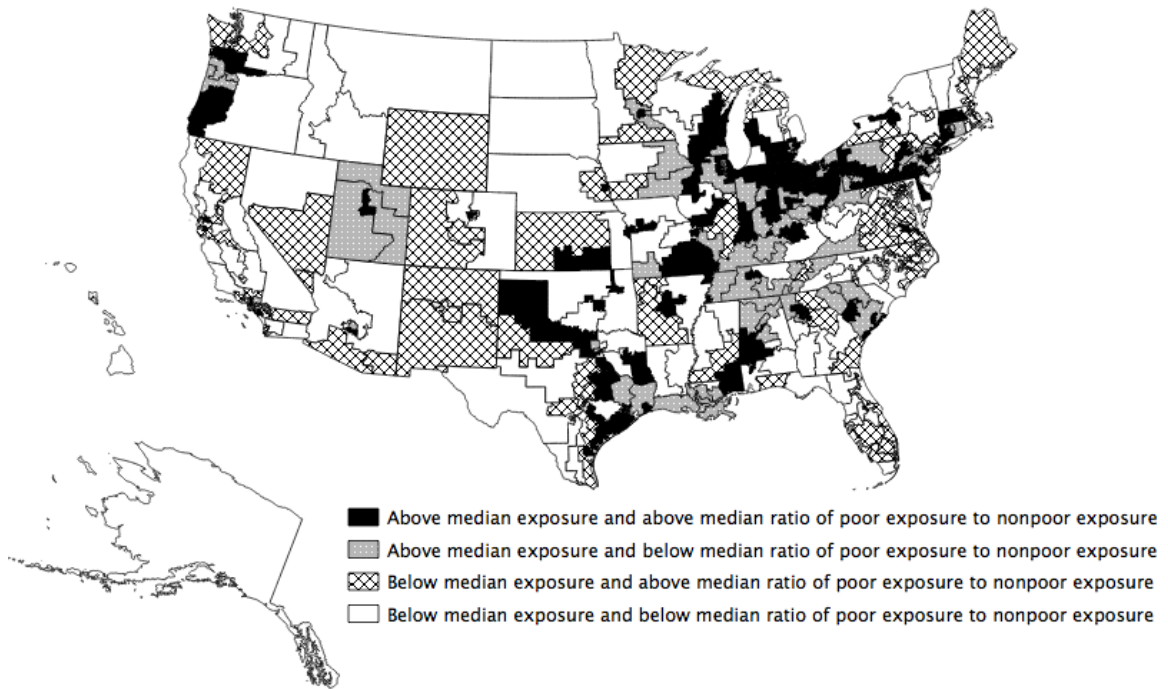 Above median exposure and above median ratio of poor exposure to nonpoor exposure
Above median exposure and below median ratio of poor exposure to nonpoor exposure
Below median exposure and above median ratio of poor exposure to nonpoor exposure
Below median exposure and below median ratio of poor exposure to nonpoor exposure